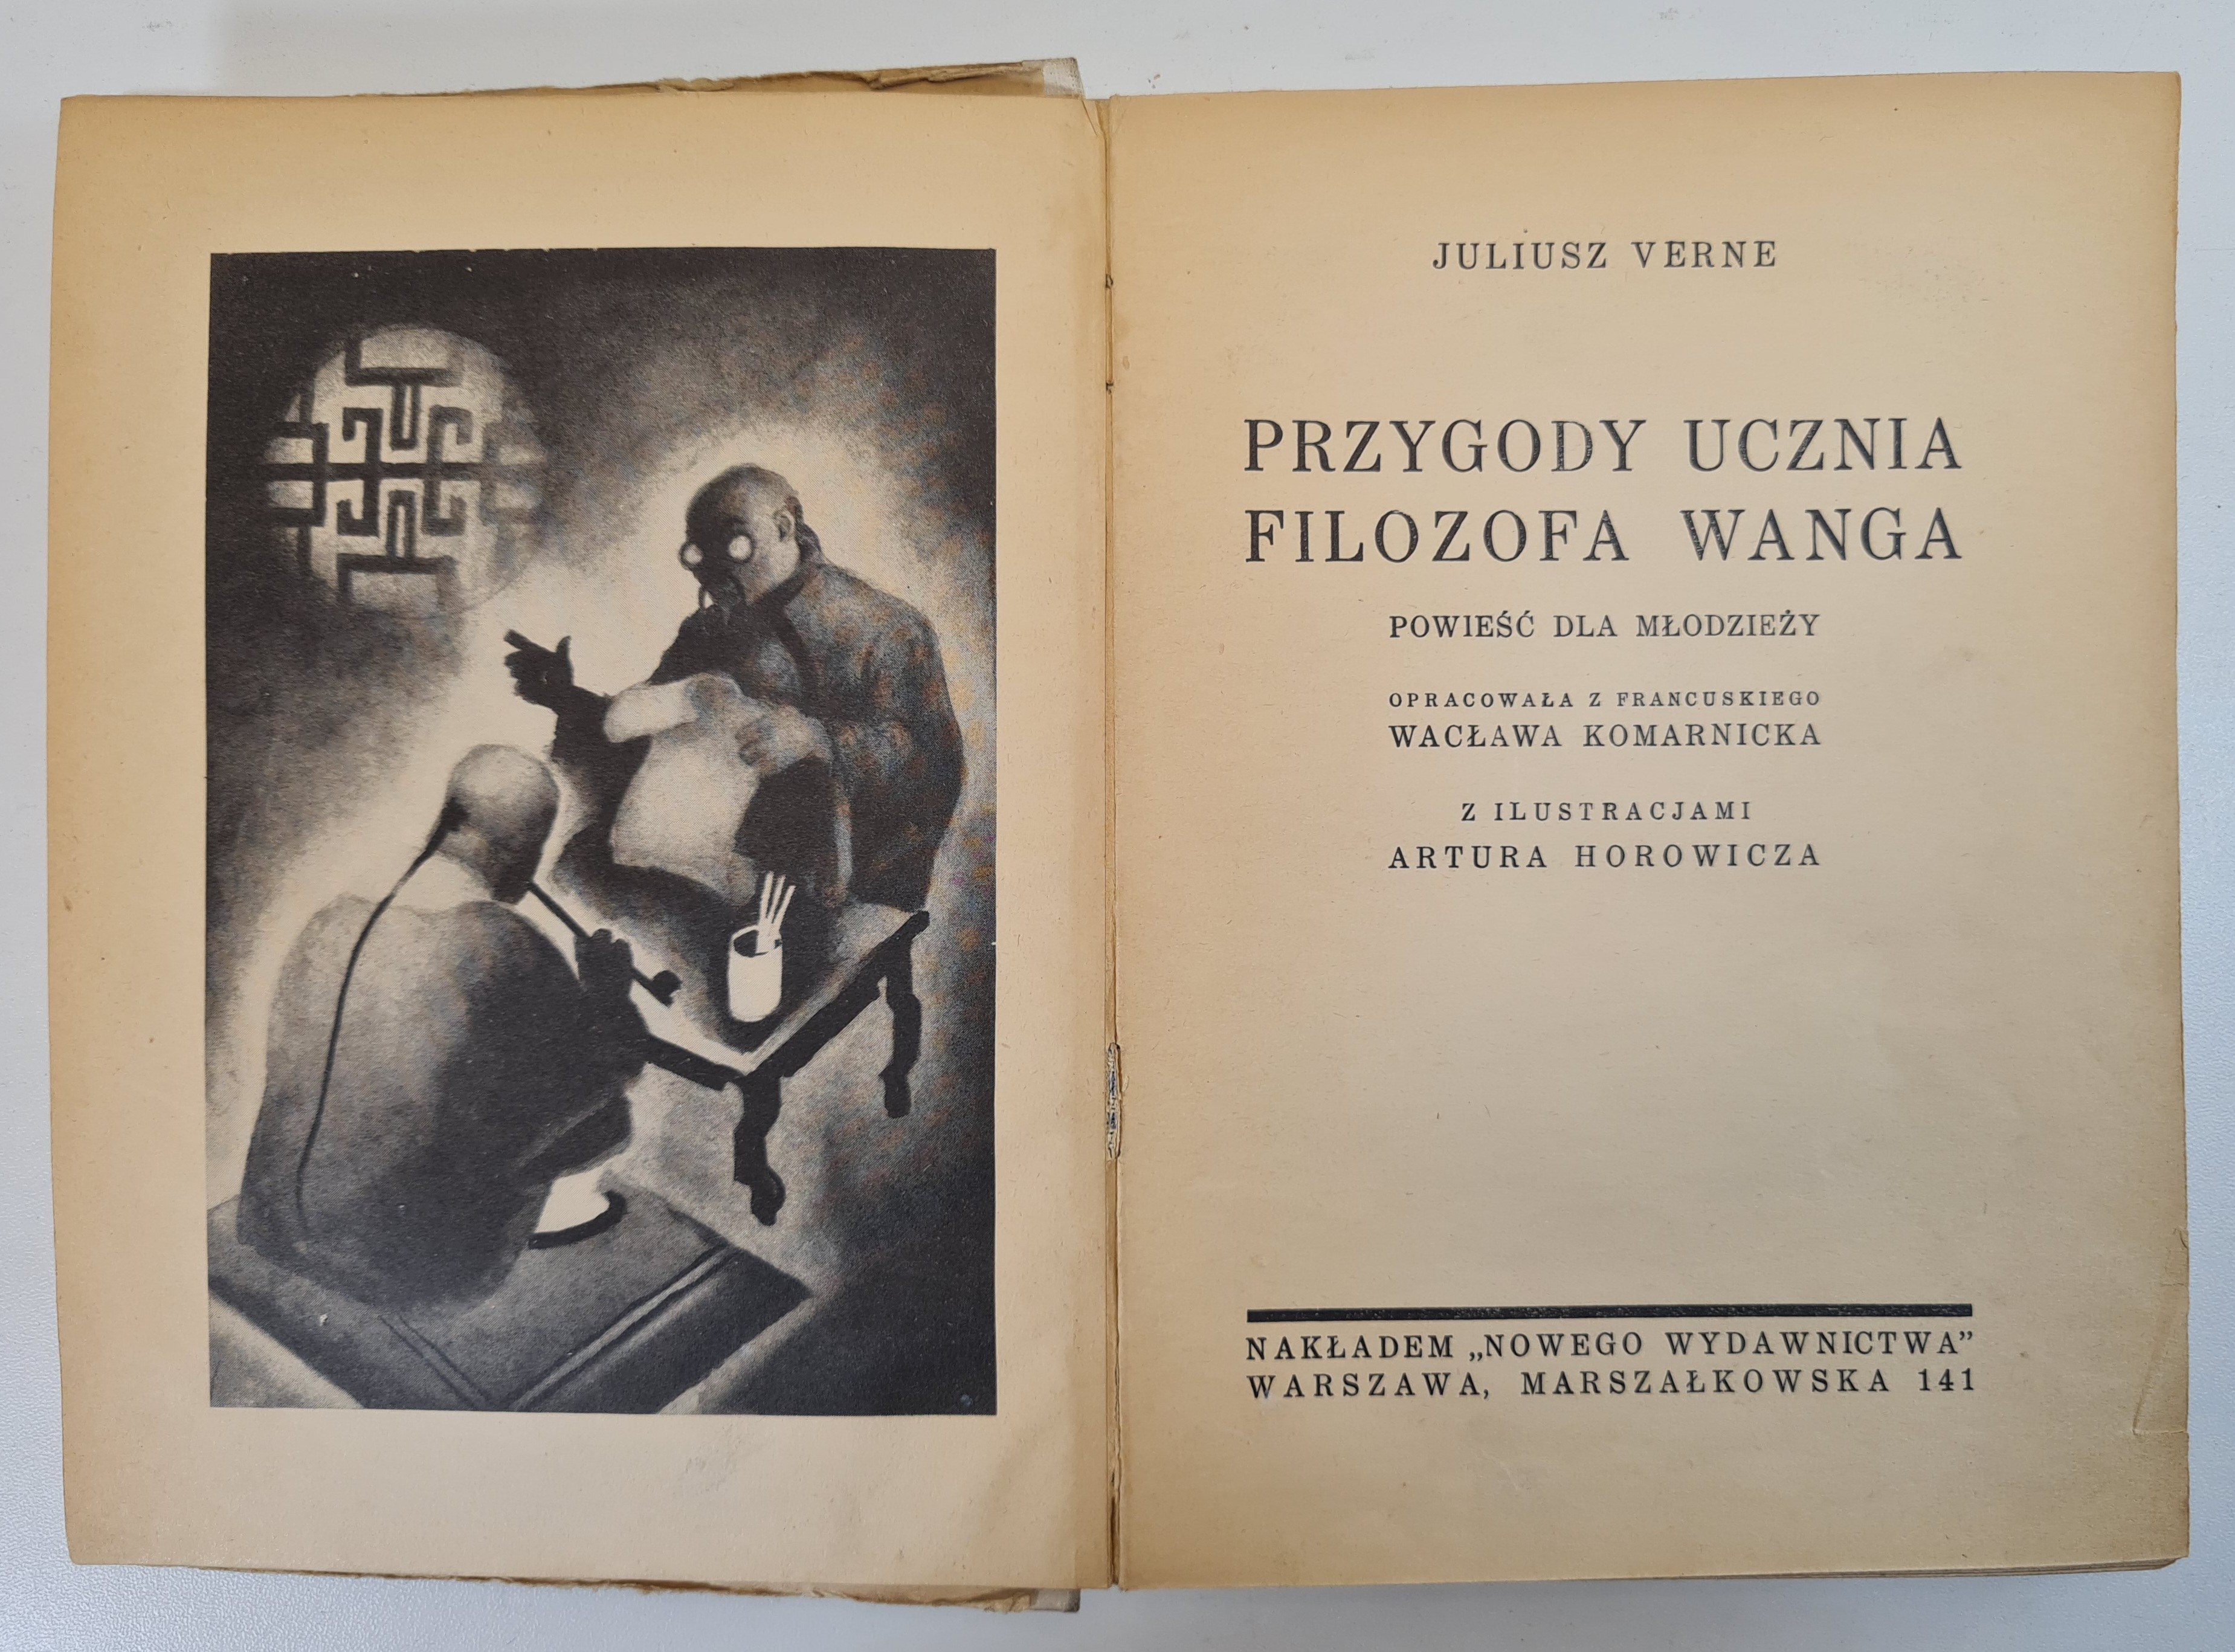 JULIUSZ VERNE
PRZYGODY UCZNIA
FILOZOFA WANGA
POWIEŚĆ DLA MŁODZIEŻY
OPRACOWAŁA Z FRANCUSKIEGO
WACŁAWA KOMARNICKA
Z ILUSTRACJAMI
ARTURA HOROWICZA
NAKŁADEM „NOWEGO WYDAWNICTWA”
WARSZAWA, MARSZAŁKOWSKA 141